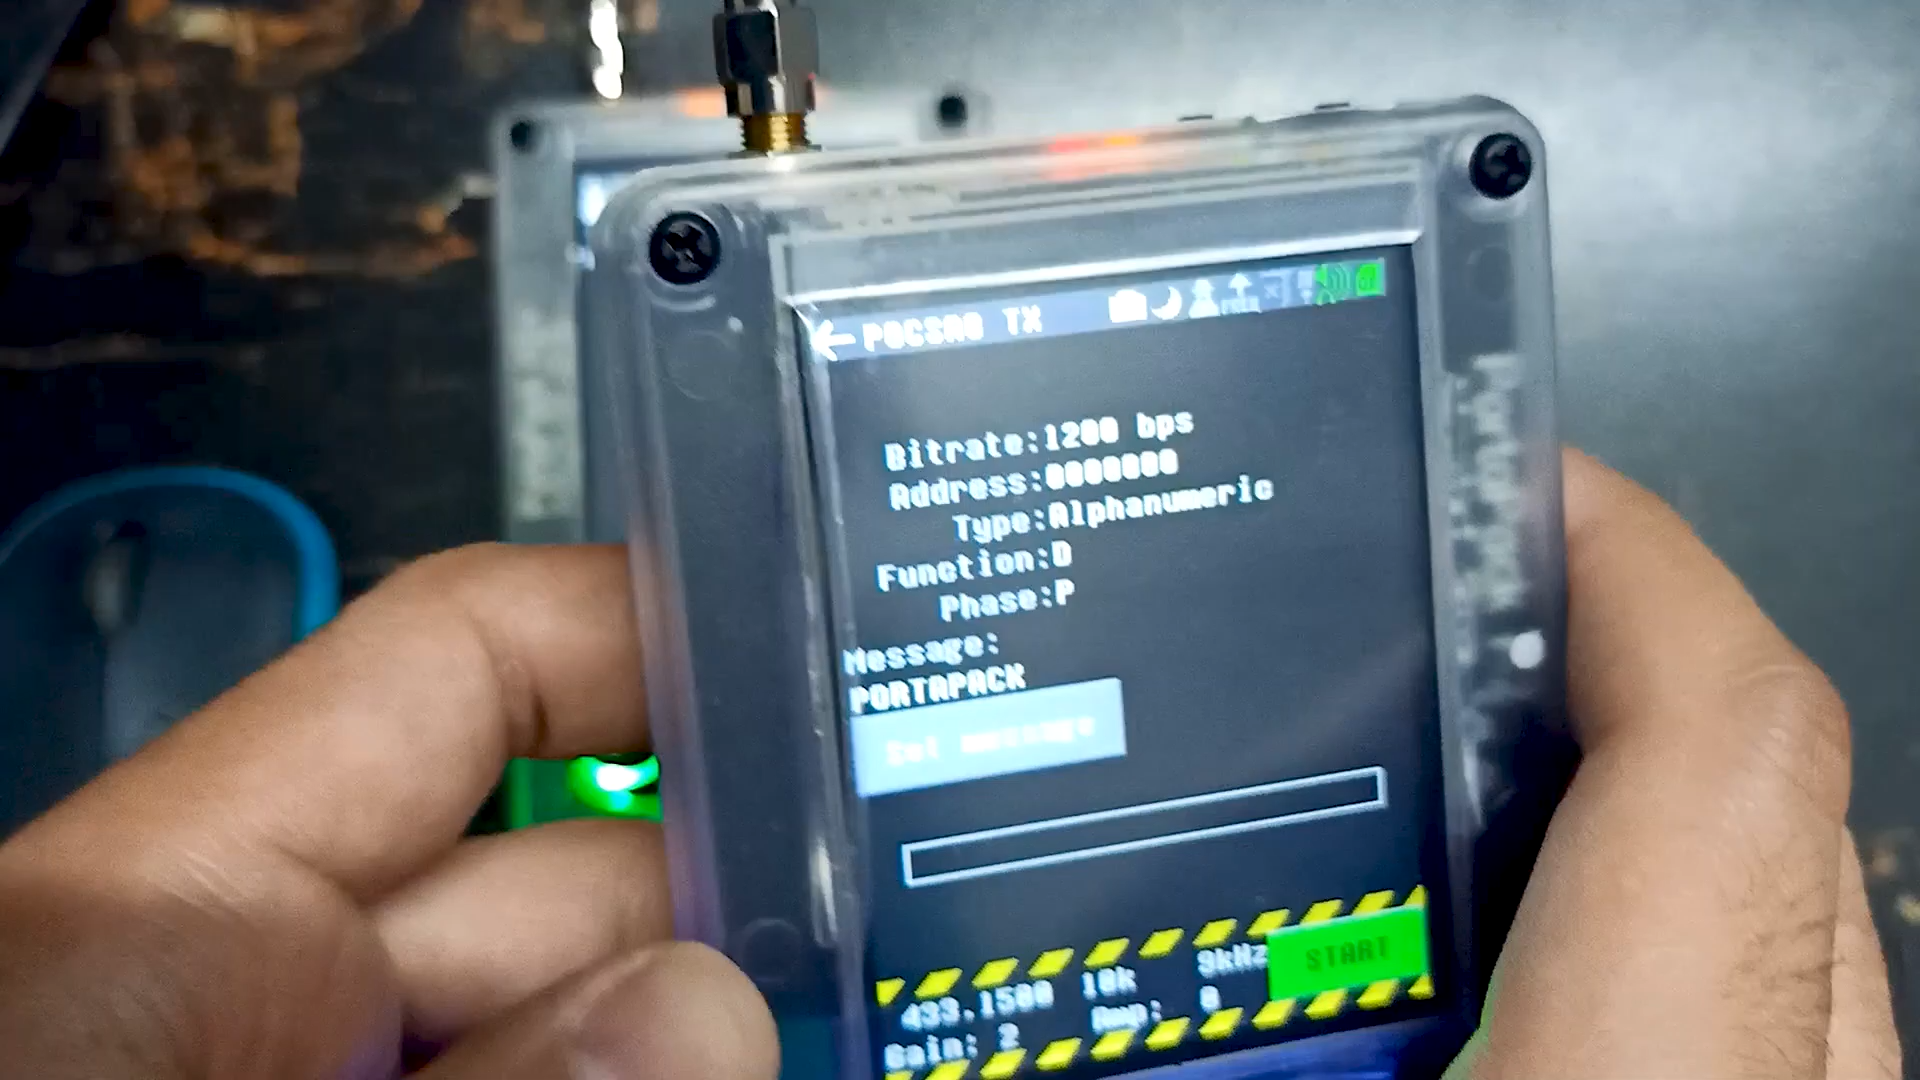 POCSAG TX
Bitrate:1200 bps
Address:0000000
Type:Alphanumeric
Function:D
Phase:P
Message:
PORTAPACK
Set message
433.1500 10k 9kHz START
Gain: 2 Amp: 0